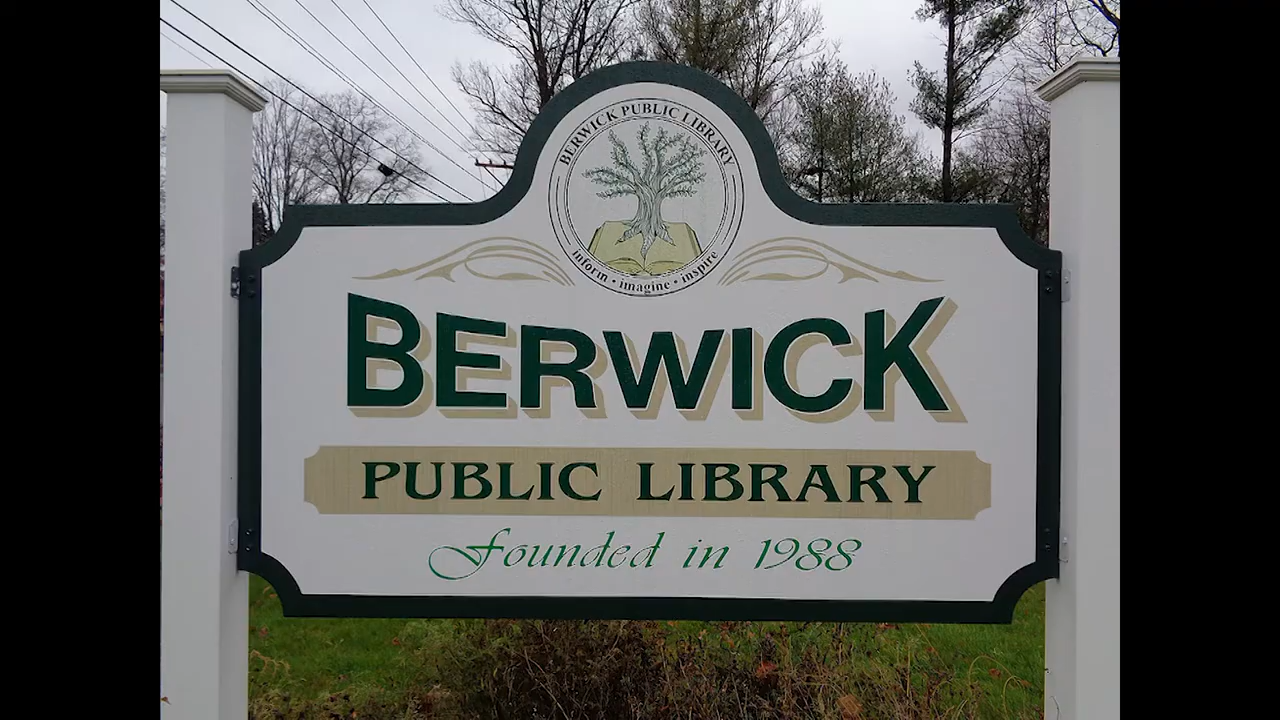 BERWICK PUBLIC LIBRARY
inform • imagine • inspire
BERWICK
PUBLIC LIBRARY
Founded in 1988